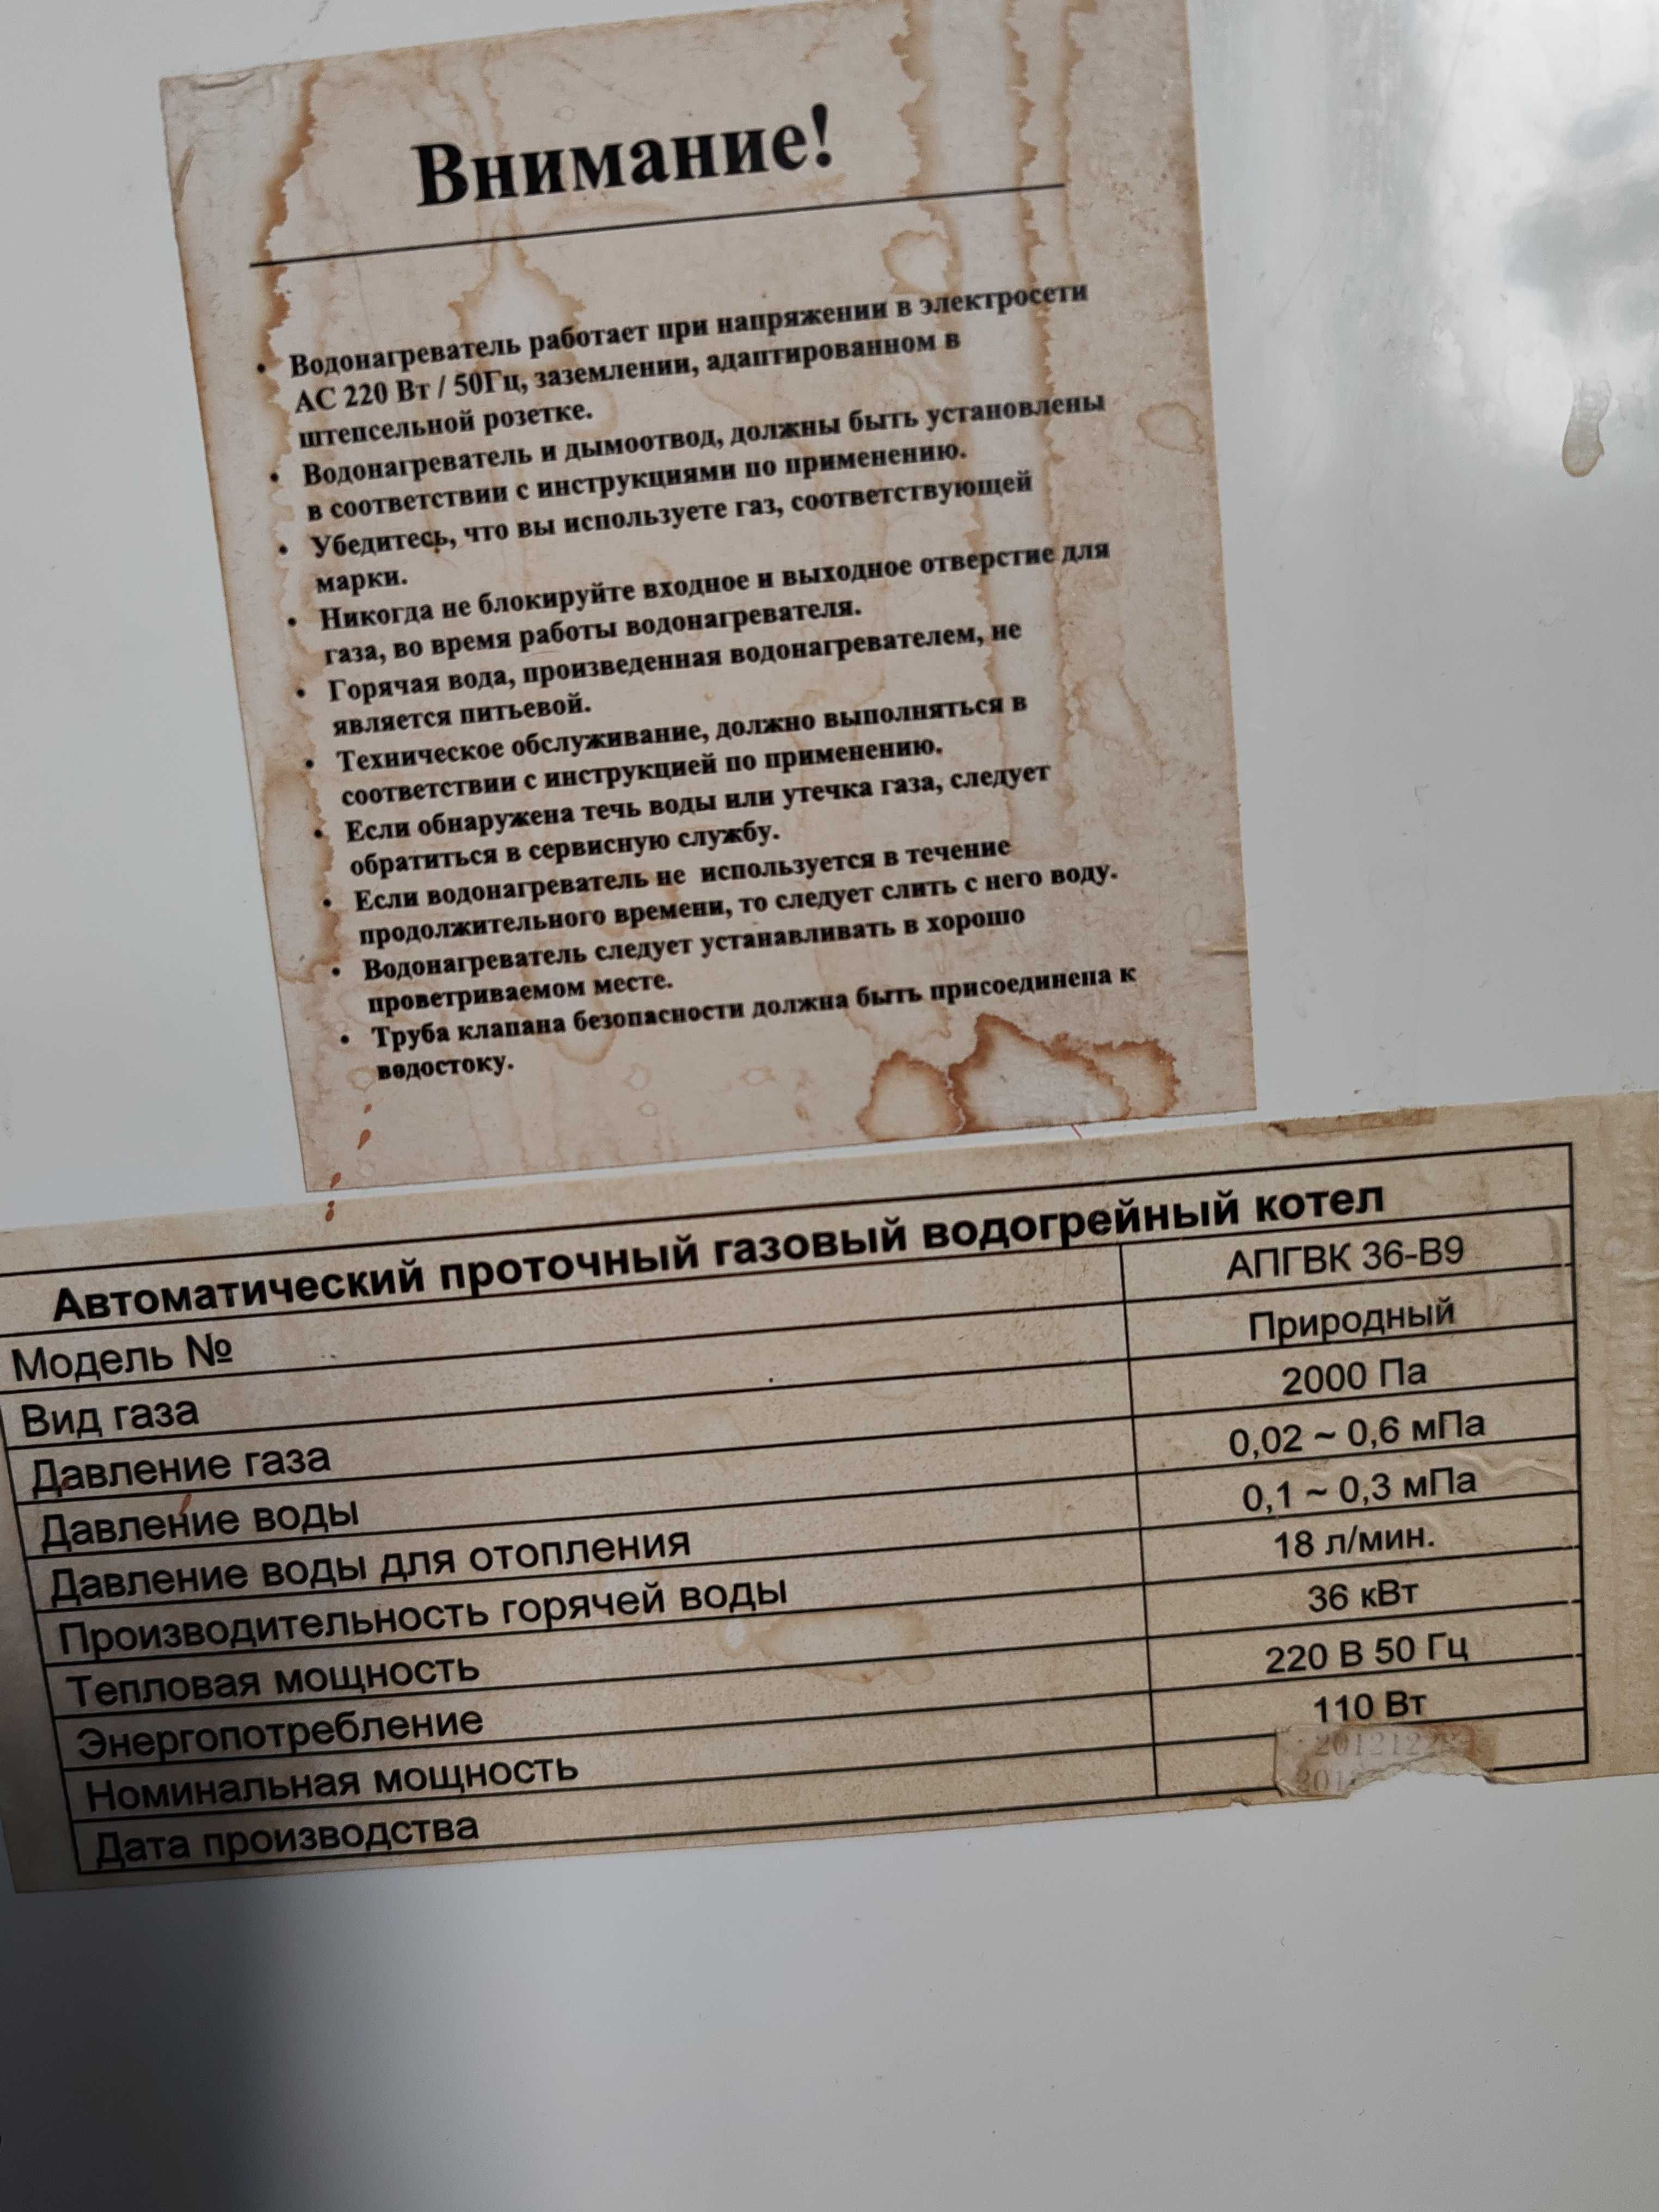 Внимание!
• Водонагреватель работает при напряжении в электросети
АС 220 Вт / 50Гц, заземлении, адаптированном в
штепсельной розетке.
• Водонагреватель и дымоотвод, должны быть установлены
в соответствии с инструкциями по применению.
• Убедитесь, что вы используете газ, соответствующей
марки.
• Никогда не блокируйте входное и выходное отверстие для
газа, во время работы водонагревателя.
• Горячая вода, произведенная водонагревателем, не
является питьевой.
• Техническое обслуживание, должно выполняться в
соответствии с инструкцией по применению.
• Если обнаружена течь воды или утечка газа, следует
обратиться в сервисную службу.
• Если водонагреватель не используется в течение
продолжительного времени, то следует слить с него воду.
• Водонагреватель следует устанавливать в хорошо
проветриваемом месте.
• Труба клапана безопасности должна быть присоединена к
водостоку.
Автоматический проточный газовый водогрейный котел
Модель № АПГВК 36-В9
Вид газа Природный
Давление газа 2000 Па
Давление воды 0,02 ~ 0,6 мПа
Давление воды для отопления 0,1 ~ 0,3 мПа
Производительность горячей воды 18 л/мин.
Тепловая мощность 36 кВт
Энергопотребление 220 В 50 Гц
Номинальная мощность 110 Вт
Дата производства